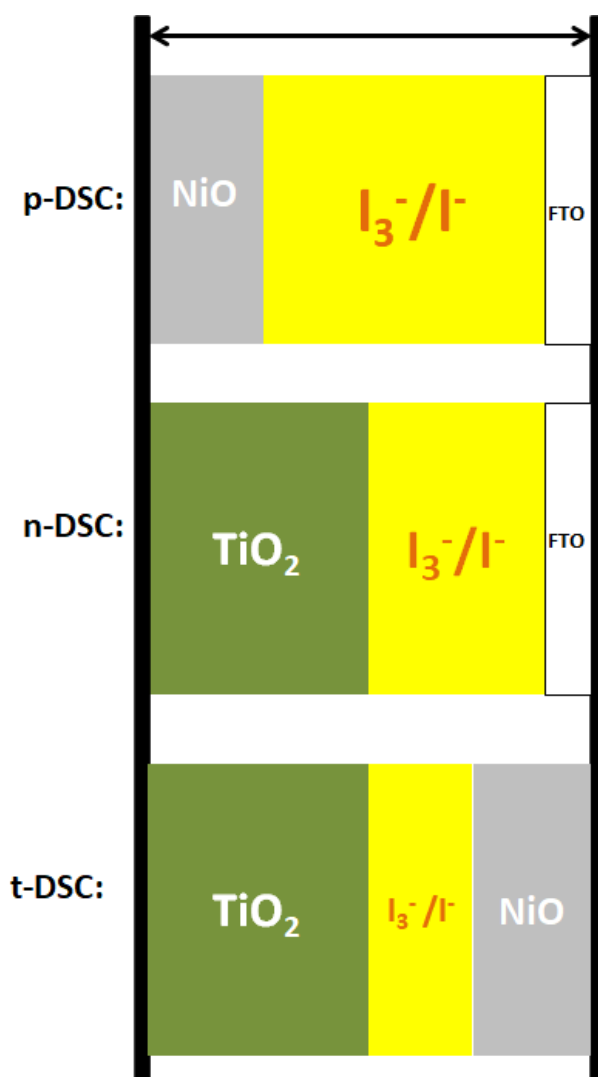 p-DSC:
NiO
I₃⁻/I⁻
FTO
n-DSC:
TiO₂
I₃⁻/I⁻
FTO
t-DSC:
TiO₂
I₃⁻/I⁻
NiO